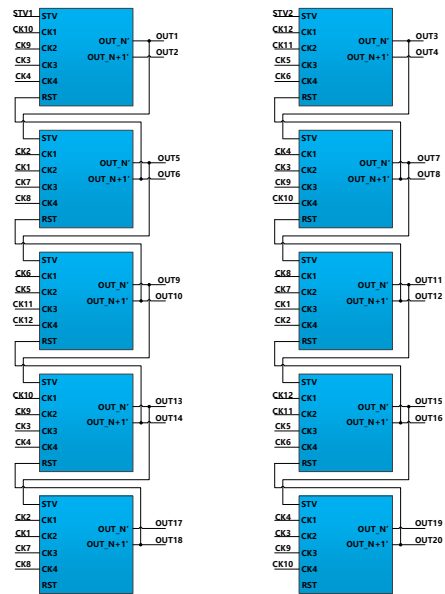 STV1 STV
CK10 CK1
CK9 CK2 OUT_N' OUT1
CK3 CK3 OUT_N+1' OUT2
CK4 CK4
RST
STV
CK2 CK1
CK1 CK2 OUT_N' OUT5
CK7 CK3 OUT_N+1' OUT6
CK8 CK4
RST
STV
CK6 CK1
CK5 CK2 OUT_N' OUT9
CK11 CK3 OUT_N+1' OUT10
CK12 CK4
RST
STV
CK10 CK1
CK9 CK2 OUT_N' OUT13
CK3 CK3 OUT_N+1' OUT14
CK4 CK4
RST
STV
CK2 CK1
CK1 CK2 OUT_N' OUT17
CK7 CK3 OUT_N+1' OUT18
CK8 CK4
RST
STV2 STV
CK12 CK1
CK11 CK2 OUT_N' OUT3
CK5 CK3 OUT_N+1' OUT4
CK6 CK4
RST
STV
CK4 CK1
CK3 CK2 OUT_N' OUT7
CK9 CK3 OUT_N+1' OUT8
CK10 CK4
RST
STV
CK8 CK1
CK7 CK2 OUT_N' OUT11
CK1 CK3 OUT_N+1' OUT12
CK2 CK4
RST
STV
CK12 CK1
CK11 CK2 OUT_N' OUT15
CK5 CK3 OUT_N+1' OUT16
CK6 CK4
RST
STV
CK4 CK1
CK3 CK2 OUT_N' OUT19
CK9 CK3 OUT_N+1' OUT20
CK10 CK4
RST